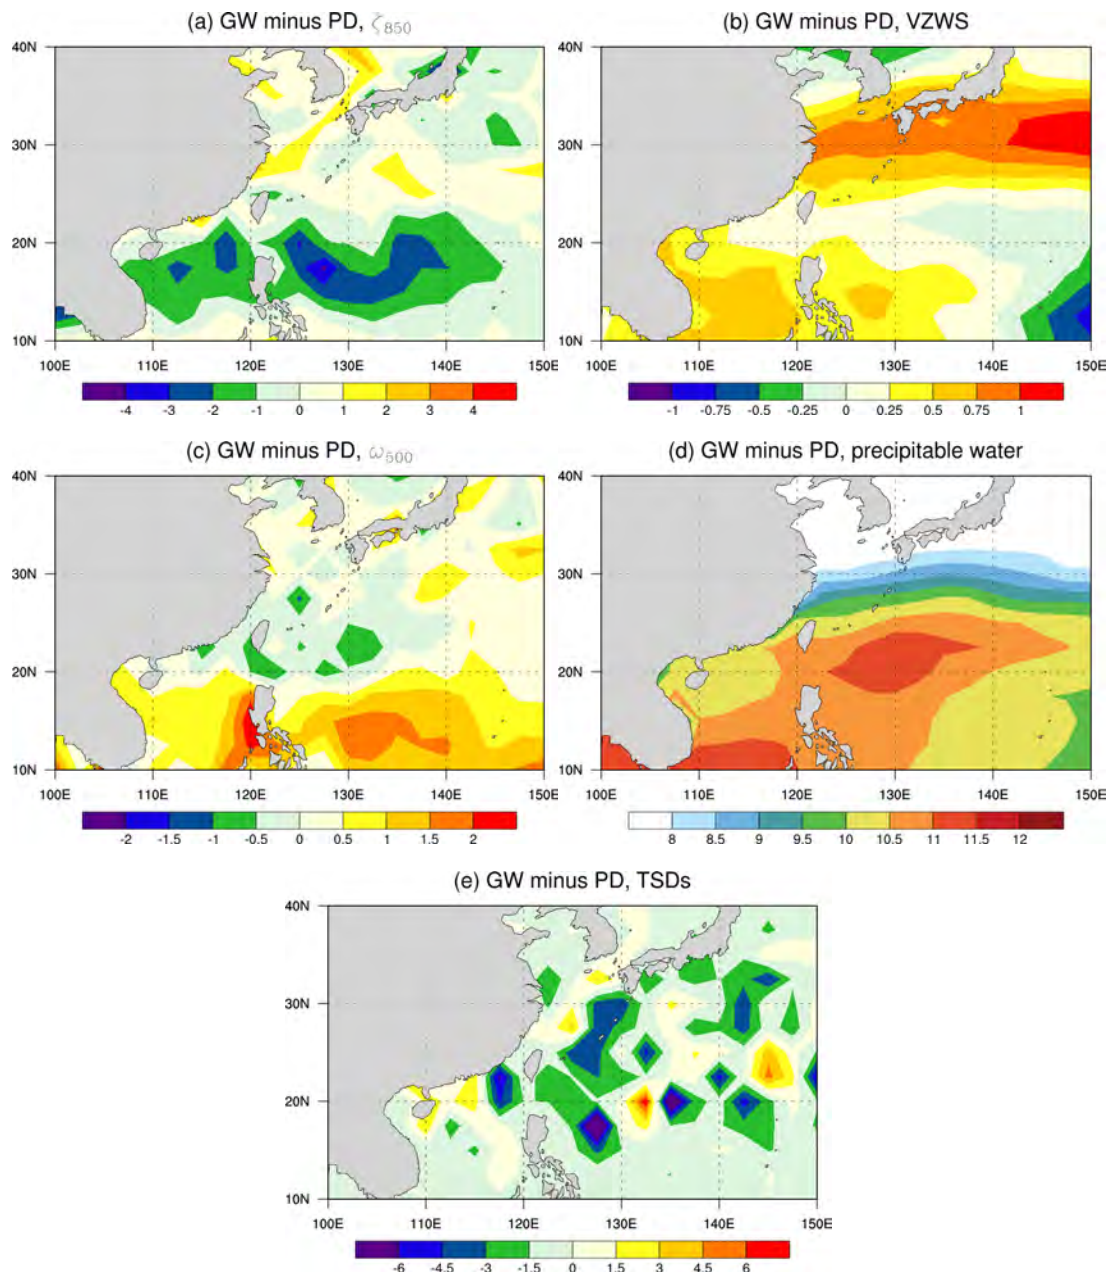 (a) GW minus PD, ζ850
(b) GW minus PD, VZWS
40N
30N
20N
10N
100E 110E 120E 130E 140E 150E
-4 -3 -2 -1 0 1 2 3 4
40N
30N
20N
10N
100E 110E 120E 130E 140E 150E
-1 -0.75 -0.5 -0.25 0 0.25 0.5 0.75 1
(c) GW minus PD, ω500
(d) GW minus PD, precipitable water
40N
30N
20N
10N
100E 110E 120E 130E 140E 150E
-2 -1.5 -1 -0.5 0 0.5 1 1.5 2
40N
30N
20N
10N
100E 110E 120E 130E 140E 150E
8 8.5 9 9.5 10 10.5 11 11.5 12
(e) GW minus PD, TSDs
40N
30N
20N
10N
100E 110E 120E 130E 140E 150E
-6 -4.5 -3 -1.5 0 1.5 3 4.5 6